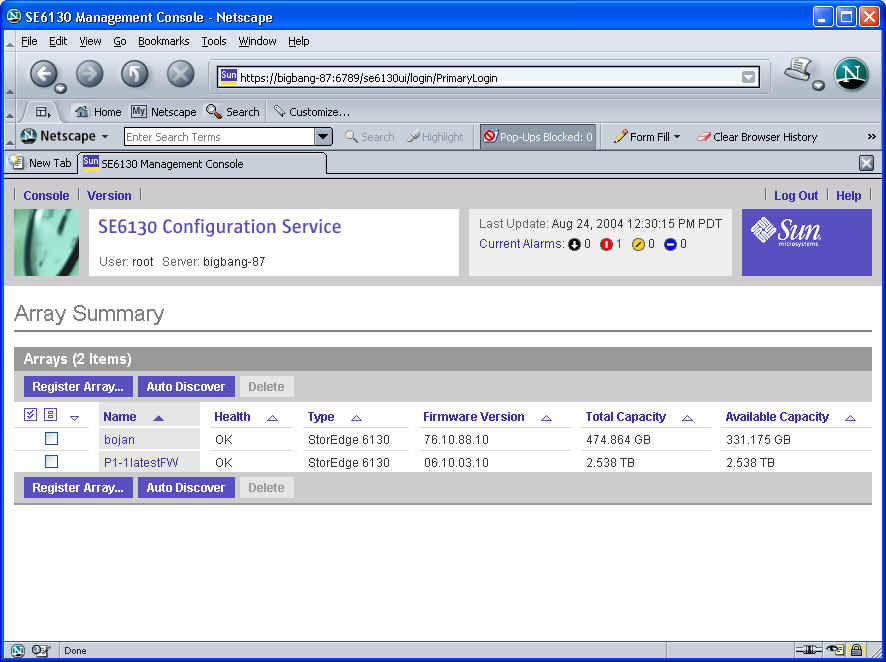 SE6130 Management Console - Netscape
File Edit View Go Bookmarks Tools Window Help
Sun https://bigbang-87:6789/se6130ui/login/PrimaryLogin N
Home My Netscape Search Customize...
Netscape Enter Search Terms Search Highlight Pop-Ups Blocked: 0 Form Fill Clear Browser History »
New Tab Sun SE6130 Management Console
Console Version Log Out Help
SE6130 Configuration Service
User: root Server: bigbang-87
Last Update: Aug 24, 2004 12:30:15 PM PDT
Current Alarms: 0 1 0 0
Sun
microsystems
Array Summary
Arrays (2 Items)
Register Array... Auto Discover Delete
Name Health Type Firmware Version Total Capacity Available Capacity
bojan OK StorEdge 6130 76.10.88.10 474.864 GB 331.175 GB
P1-1latestFW OK StorEdge 6130 06.10.03.10 2.538 TB 2.538 TB
Register Array... Auto Discover Delete
Done